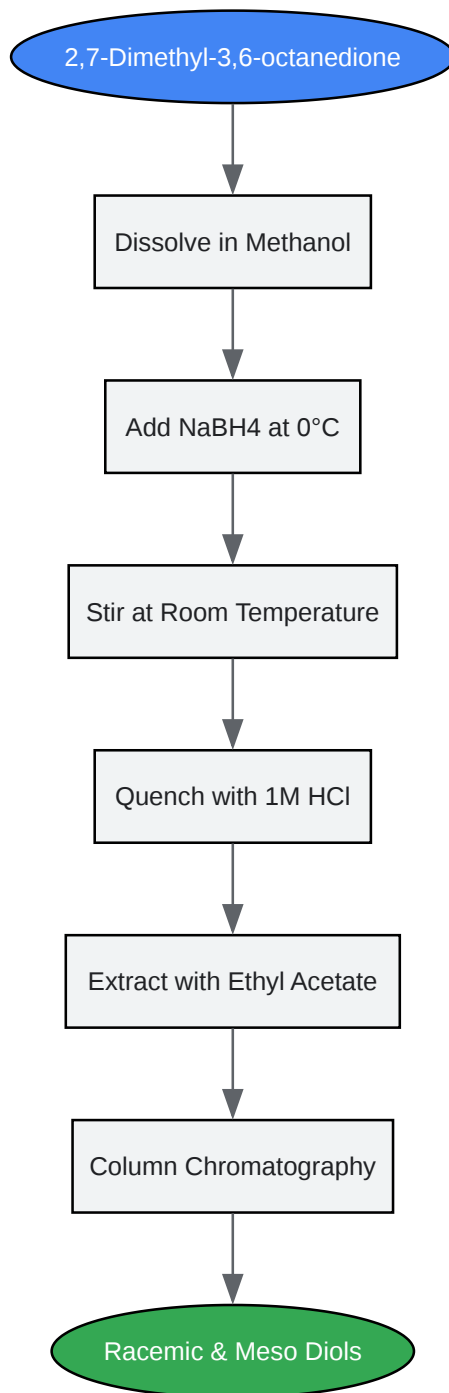 2,7-Dimethyl-3,6-octanedione
Dissolve in Methanol
Add NaBH4 at 0°C
Stir at Room Temperature
Quench with 1M HCl
Extract with Ethyl Acetate
Column Chromatography
Racemic & Meso Diols